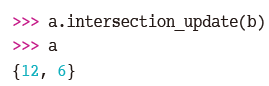 >>> a.intersection_update(b)
>>> a
{12, 6}